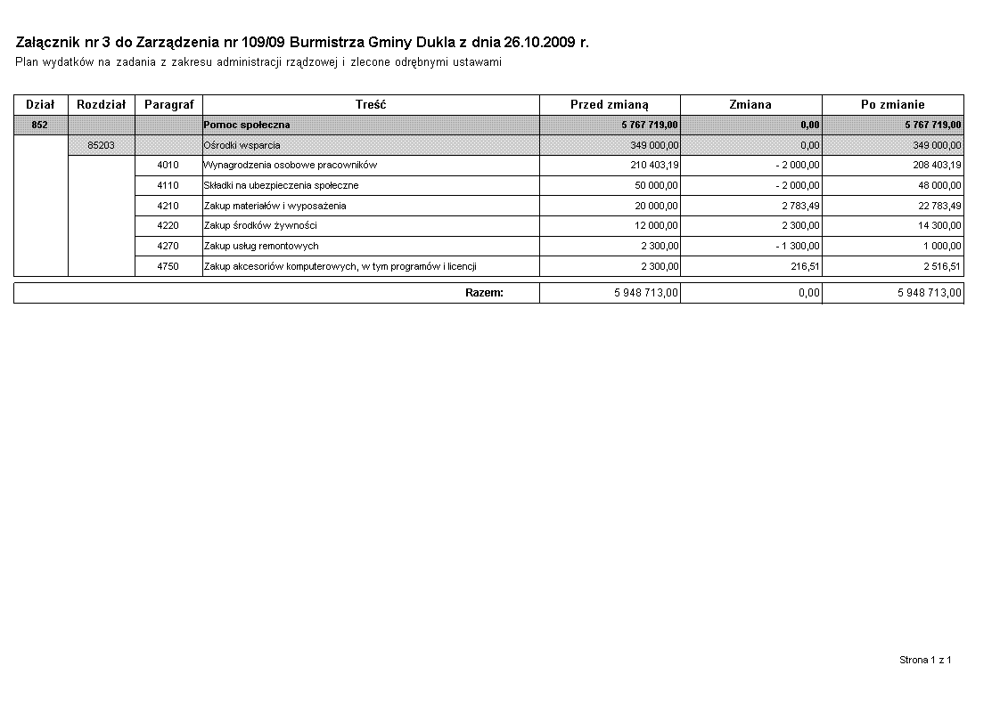 Załącznik nr 3 do Zarządzenia nr 109/09 Burmistrza Gminy Dukla z dnia 26.10.2009 r.
Plan wydatków na zadania z zakresu administracji rządzowej i zlecone odrębnymi ustawami
Dział Rozdział Paragraf Treść Przed zmianą Zmiana Po zmianie
852 Pomoc społeczna 5 767 719,00 0,00 5 767 719,00
85203 Ośrodki wsparcia 349 000,00 0,00 349 000,00
4010 Wynagrodzenia osobowe pracowników 210 403,19 - 2 000,00 208 403,19
4110 Składki na ubezpieczenia społeczne 50 000,00 - 2 000,00 48 000,00
4210 Zakup materiałów i wyposażenia 20 000,00 2 783,49 22 783,49
4220 Zakup środków żywności 12 000,00 2 300,00 14 300,00
4270 Zakup usług remontowych 2 300,00 - 1 300,00 1 000,00
4750 Zakup akcesoriów komputerowych, w tym programów i licencji 2 300,00 216,51 2 516,51
Razem: 5 948 713,00 0,00 5 948 713,00
Strona 1 z 1